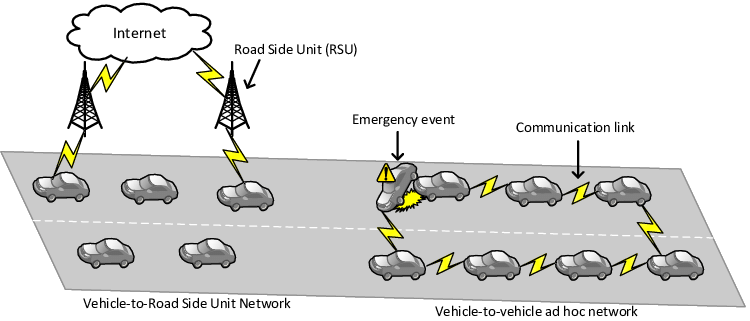 Internet
Road Side Unit (RSU)
Emergency event
Communication link
Vehicle-to-Road Side Unit Network
Vehicle-to-vehicle ad hoc network